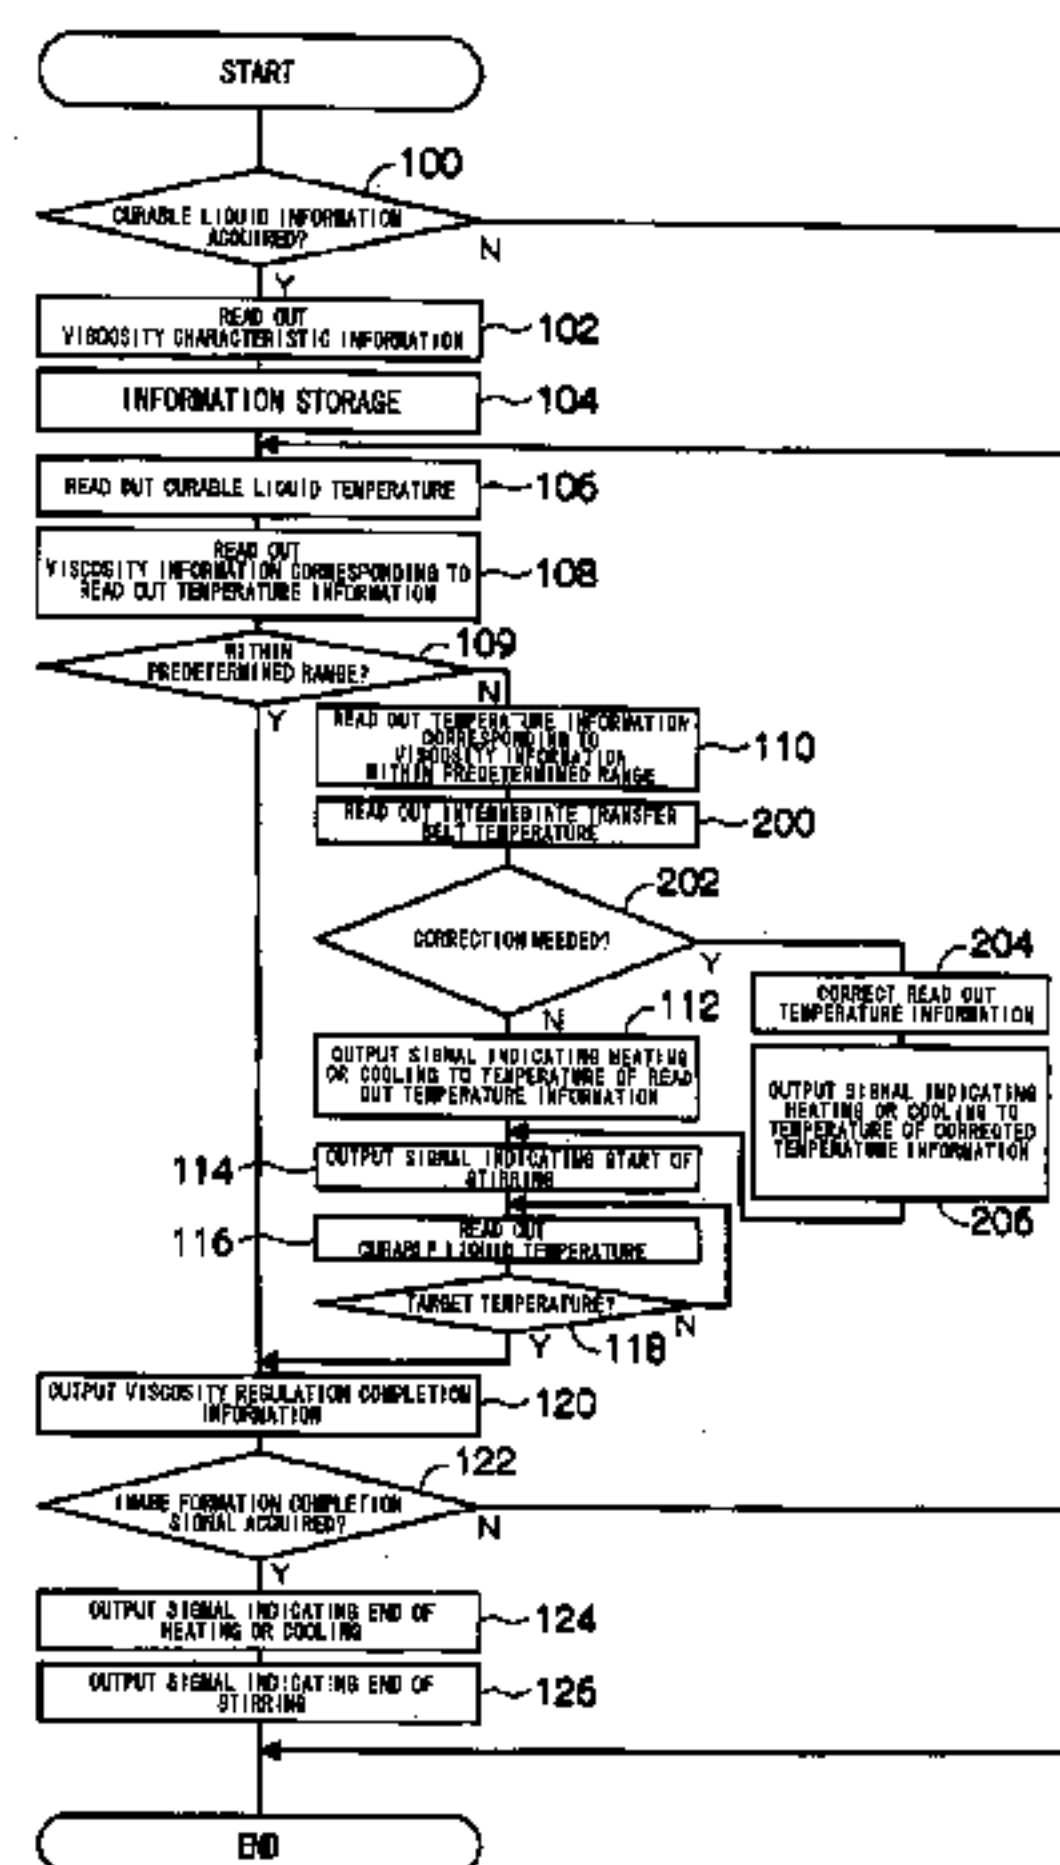 START
100
CURABLE LIQUID INFORMATION
ACQUIRED?
N
Y
READ OUT
VISCOSITY CHARACTERISTIC INFORMATION
102
INFORMATION STORAGE
104
READ OUT CURABLE LIQUID TEMPERATURE
106
READ OUT
VISCOSITY INFORMATION CORRESPONDING TO
READ OUT TEMPERATURE INFORMATION
108
109
WITHIN
PREDETERMINED RANGE?
N
Y
READ OUT TEMPERATURE INFORMATION
CORRESPONDING TO
VISCOSITY INFORMATION
WITHIN PREDETERMINED RANGE
110
READ OUT INTERMEDIATE TRANSFER
BELT TEMPERATURE
200
202
CORRECTION NEEDED?
Y
N
204
CORRECT READ OUT
TEMPERATURE INFORMATION
112
OUTPUT SIGNAL INDICATING HEATING
OR COOLING TO TEMPERATURE OF READ
OUT TEMPERATURE INFORMATION
OUTPUT SIGNAL INDICATING
HEATING OR COOLING TO
TEMPERATURE OF CORRECTED
TEMPERATURE INFORMATION
206
114
OUTPUT SIGNAL INDICATING START OF
STIRRING
116
READ OUT
CURABLE LIQUID TEMPERATURE
TARGET TEMPERATURE?
N
Y
118
OUTPUT VISCOSITY REGULATION COMPLETION
INFORMATION
120
122
IMAGE FORMATION COMPLETION
SIGNAL ACQUIRED?
N
Y
OUTPUT SIGNAL INDICATING END OF
HEATING OR COOLING
124
OUTPUT SIGNAL INDICATING END OF
STIRRING
126
END